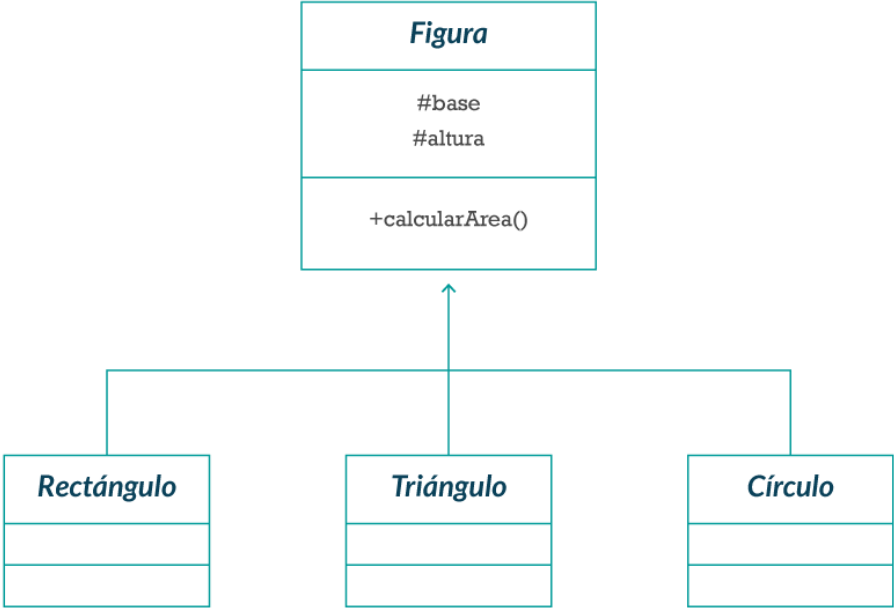 Figura
#base
#altura
+calcularArea()
Rectángulo
Triángulo
Círculo